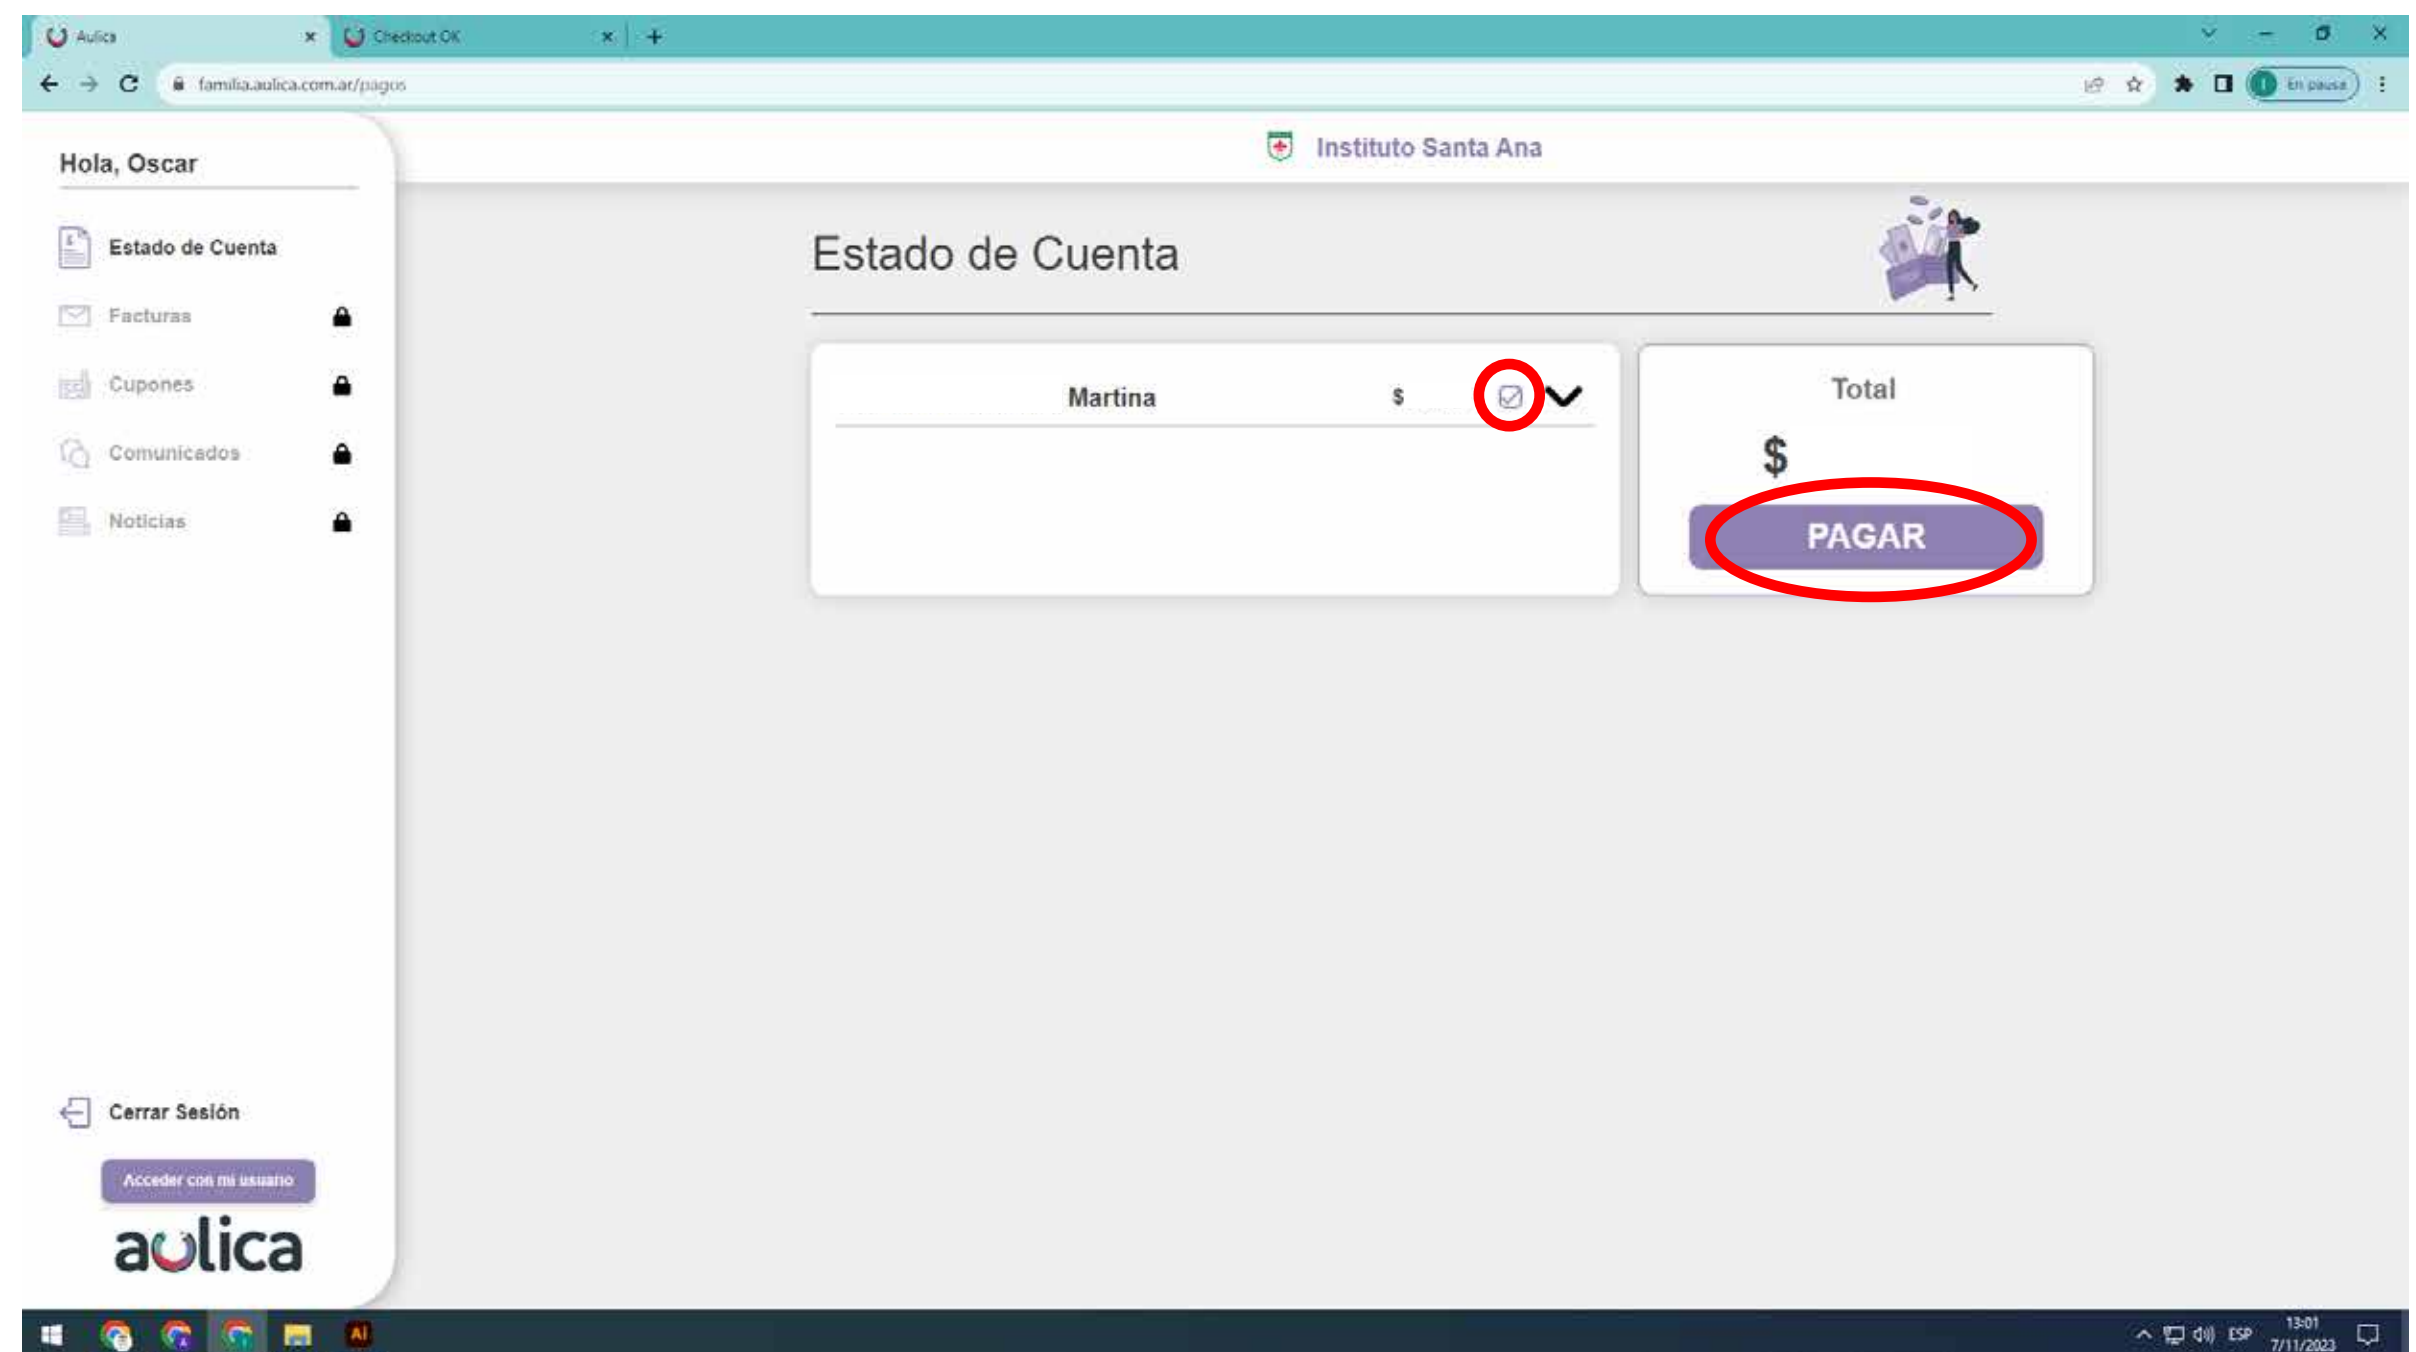 Aulica
Checkout OK
familia.aulica.com.ar/pagos
En pausa
Hola, Oscar
Instituto Santa Ana
Estado de Cuenta
Facturas
Cupones
Comunicados
Noticias
Estado de Cuenta
Martina $
Total
$
PAGAR
Cerrar Sesión
Acceder con mi usuario
aulica
Ai
ESP
13:01
7/11/2023